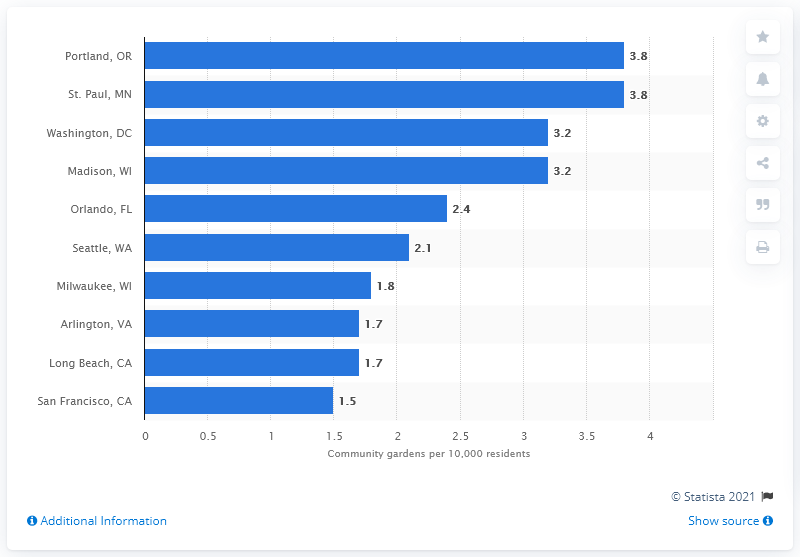 Portland, OR 3.8
St. Paul, MN 3.8
Washington, DC 3.2
Madison, WI 3.2
Orlando, FL 2.4
Seattle, WA 2.1
Milwaukee, WI 1.8
Arlington, VA 1.7
Long Beach, CA 1.7
San Francisco, CA 1.5
0 0.5 1 1.5 2 2.5 3 3.5 4
Community gardens per 10,000 residents
© Statista 2021
Additional Information Show source